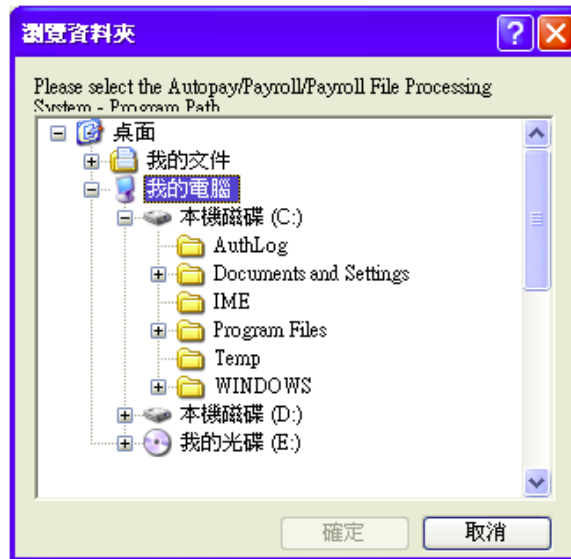 瀏覽資料夾
Please select the Autopay/Payroll/Payroll File Processing
System - Program Path
桌面
我的文件
我的電腦
本機磁碟 (C:)
AuthLog
Documents and Settings
IME
Program Files
Temp
WINDOWS
本機磁碟 (D:)
我的光碟 (E:)
確定 取消